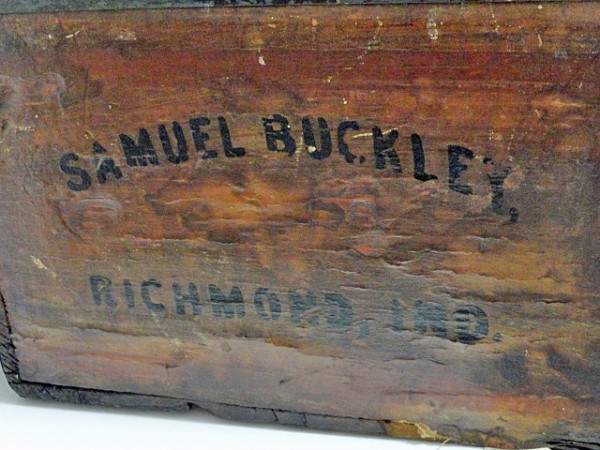 SAMUEL BUCKLEY,
RICHMOND, IND.